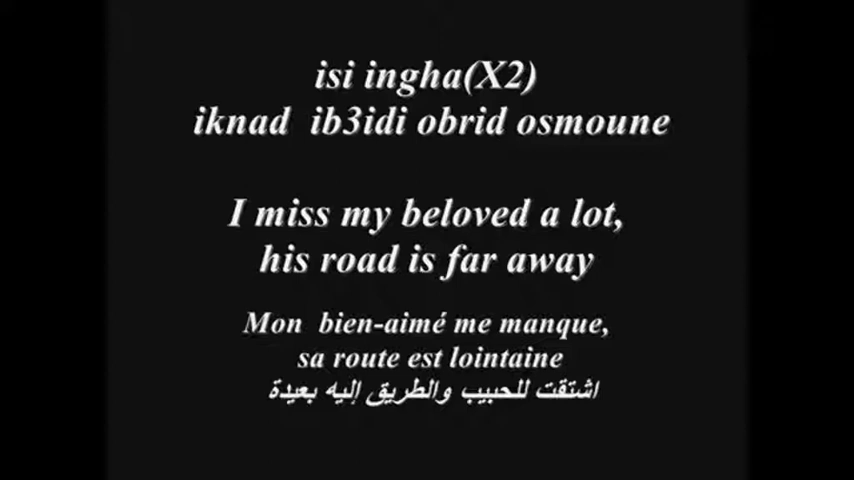 isi ingha(X2)
iknad ib3idi obrid osmoune
I miss my beloved a lot,
his road is far away
Mon bien-aimé me manque,
sa route est lointaine
اشتقت للحبيب والطريق إليه بعيدة